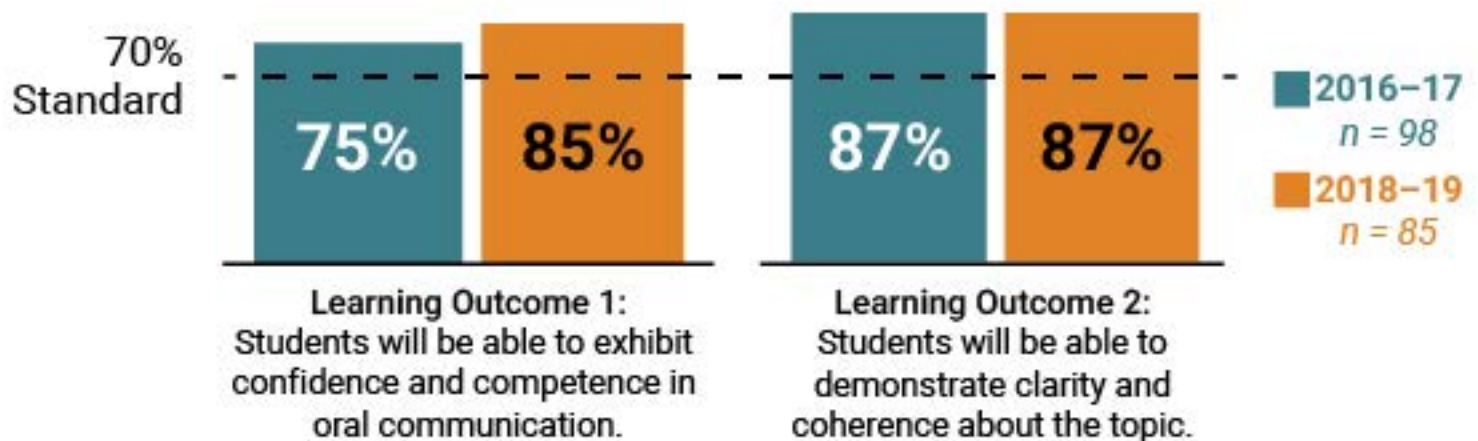 70%
Standard
75%
85%
87%
87%
2016–17
n = 98
2018–19
n = 85
Learning Outcome 1:
Students will be able to exhibit
confidence and competence in
oral communication.
Learning Outcome 2:
Students will be able to
demonstrate clarity and
coherence about the topic.